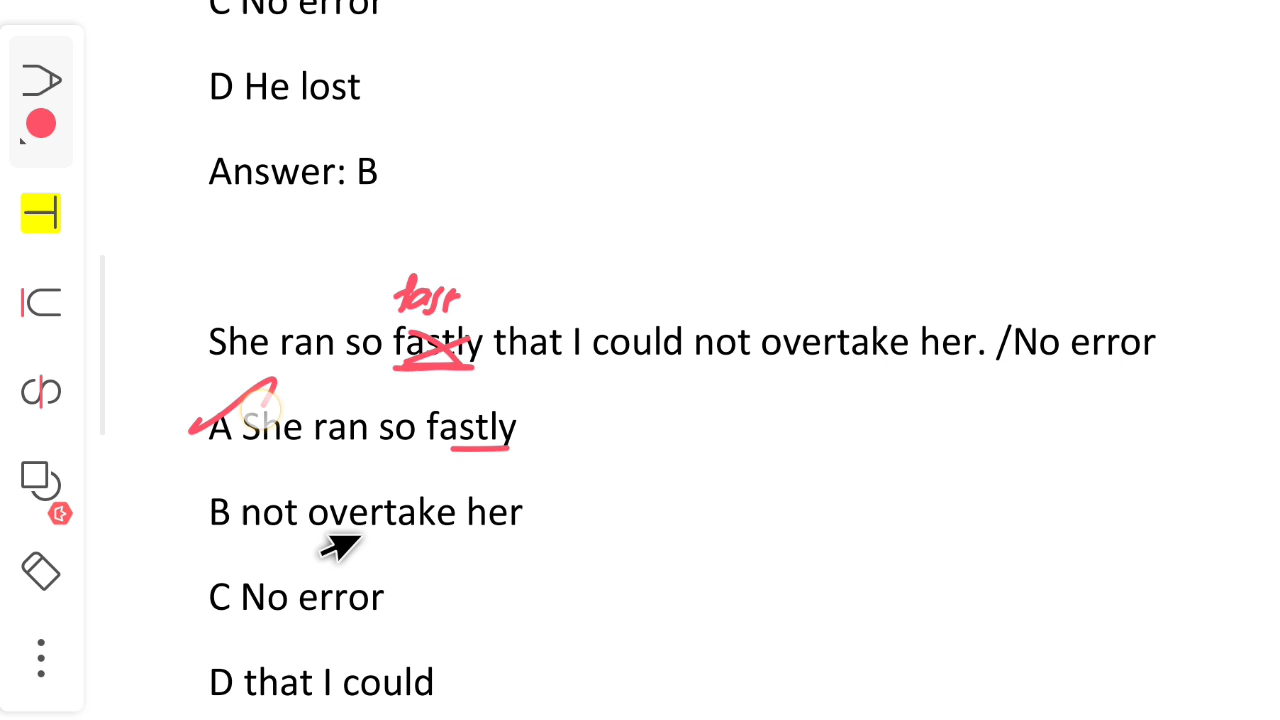 C No error
D He lost
Answer: B
fast
She ran so fastly that I could not overtake her. /No error
A She ran so fastly
B not overtake her
C No error
D that I could